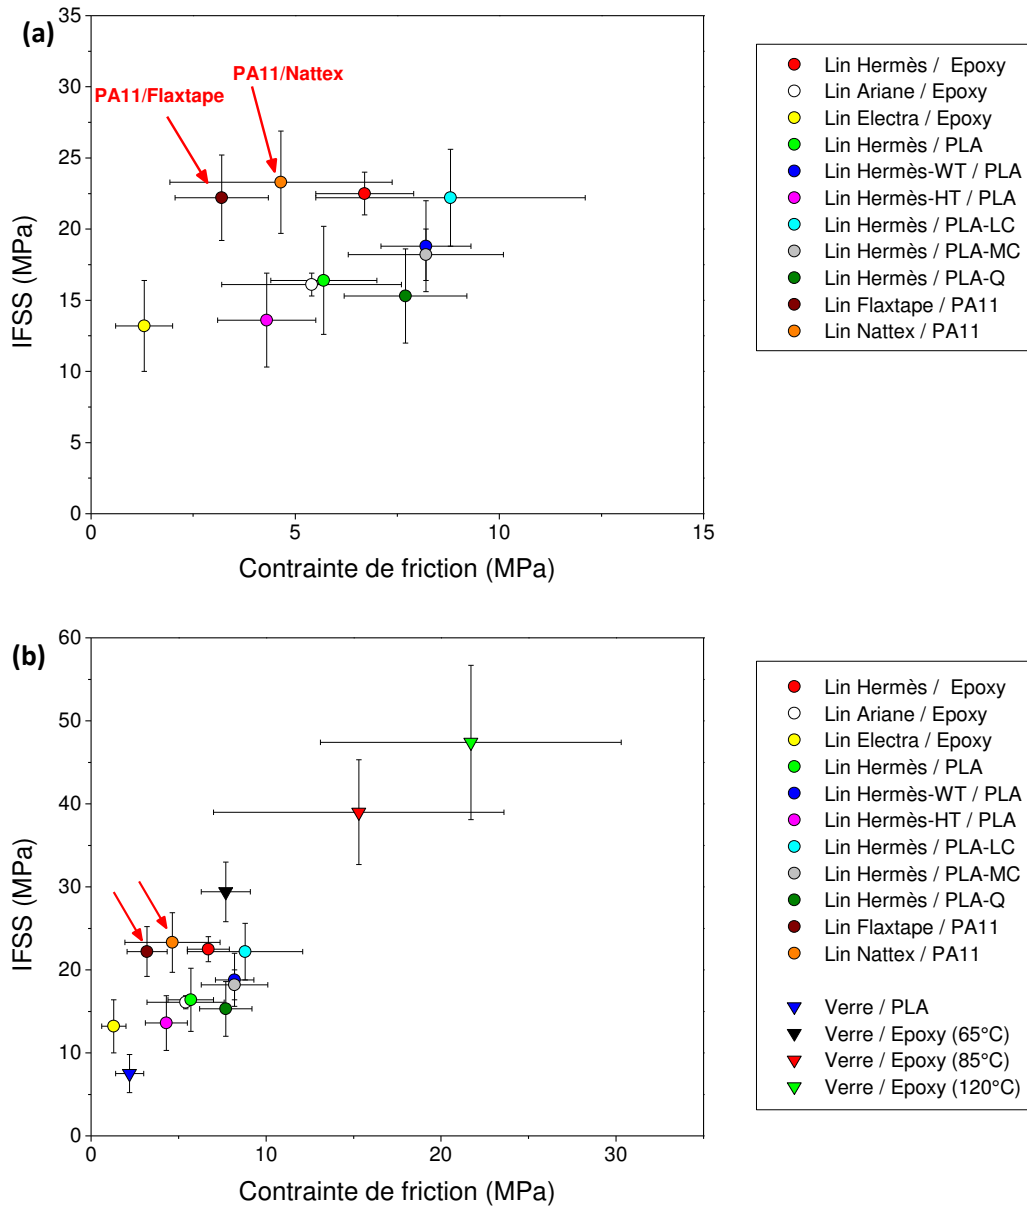 (a)
35
30
25
20
15
10
5
0
IFSS (MPa)
PA11/Nattex
PA11/Flaxtape
0 5 10 15
Contrainte de friction (MPa)
Lin Hermès / Epoxy
Lin Ariane / Epoxy
Lin Electra / Epoxy
Lin Hermès / PLA
Lin Hermès-WT / PLA
Lin Hermès-HT / PLA
Lin Hermès / PLA-LC
Lin Hermès / PLA-MC
Lin Hermès / PLA-Q
Lin Flaxtape / PA11
Lin Nattex / PA11
(b)
60
50
40
30
20
10
0
IFSS (MPa)
0 10 20 30
Contrainte de friction (MPa)
Lin Hermès / Epoxy
Lin Ariane / Epoxy
Lin Electra / Epoxy
Lin Hermès / PLA
Lin Hermès-WT / PLA
Lin Hermès-HT / PLA
Lin Hermès / PLA-LC
Lin Hermès / PLA-MC
Lin Hermès / PLA-Q
Lin Flaxtape / PA11
Lin Nattex / PA11
Verre / PLA
Verre / Epoxy (65°C)
Verre / Epoxy (85°C)
Verre / Epoxy (120°C)